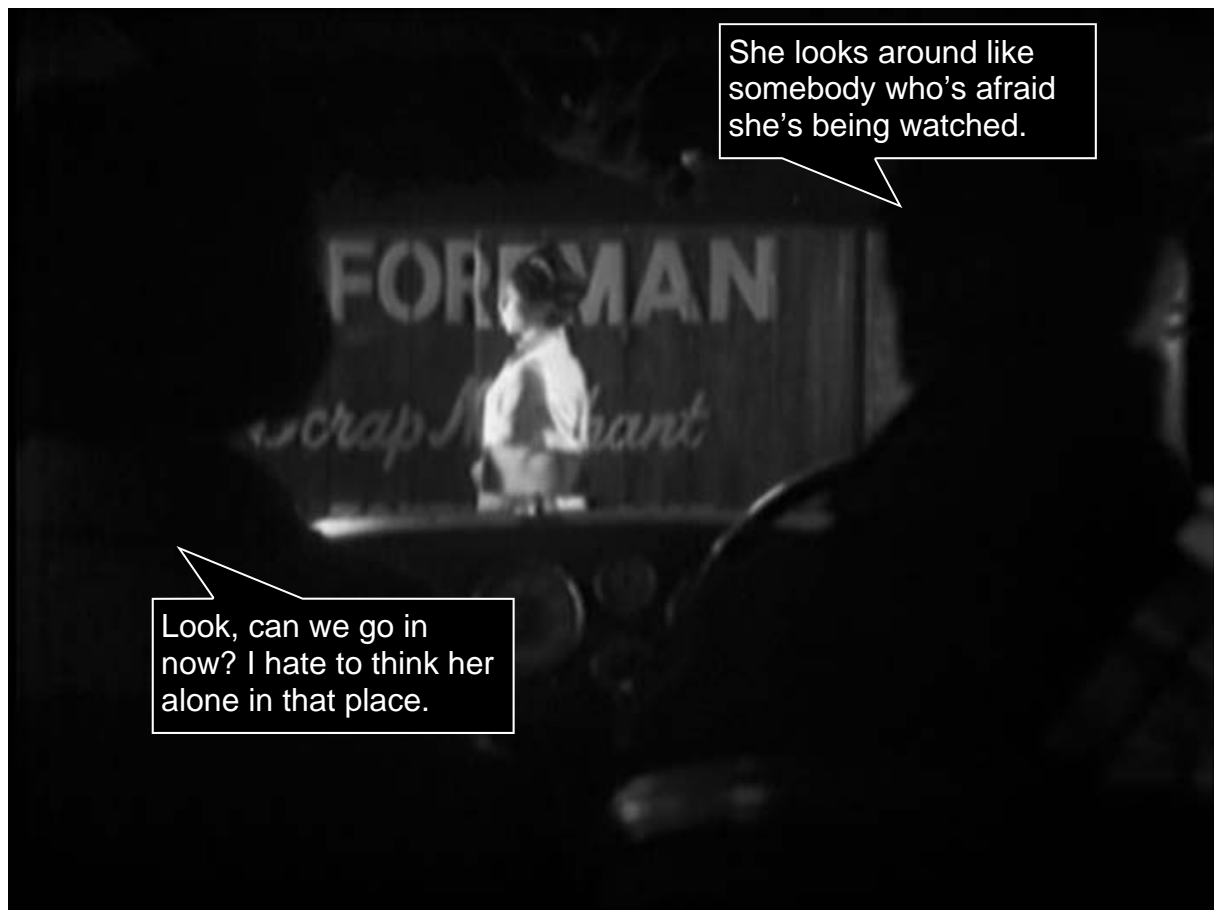 She looks around like
somebody who's afraid
she's being watched.
FOREMAN
Scrap
Look, can we go in
now? I hate to think her
alone in that place.